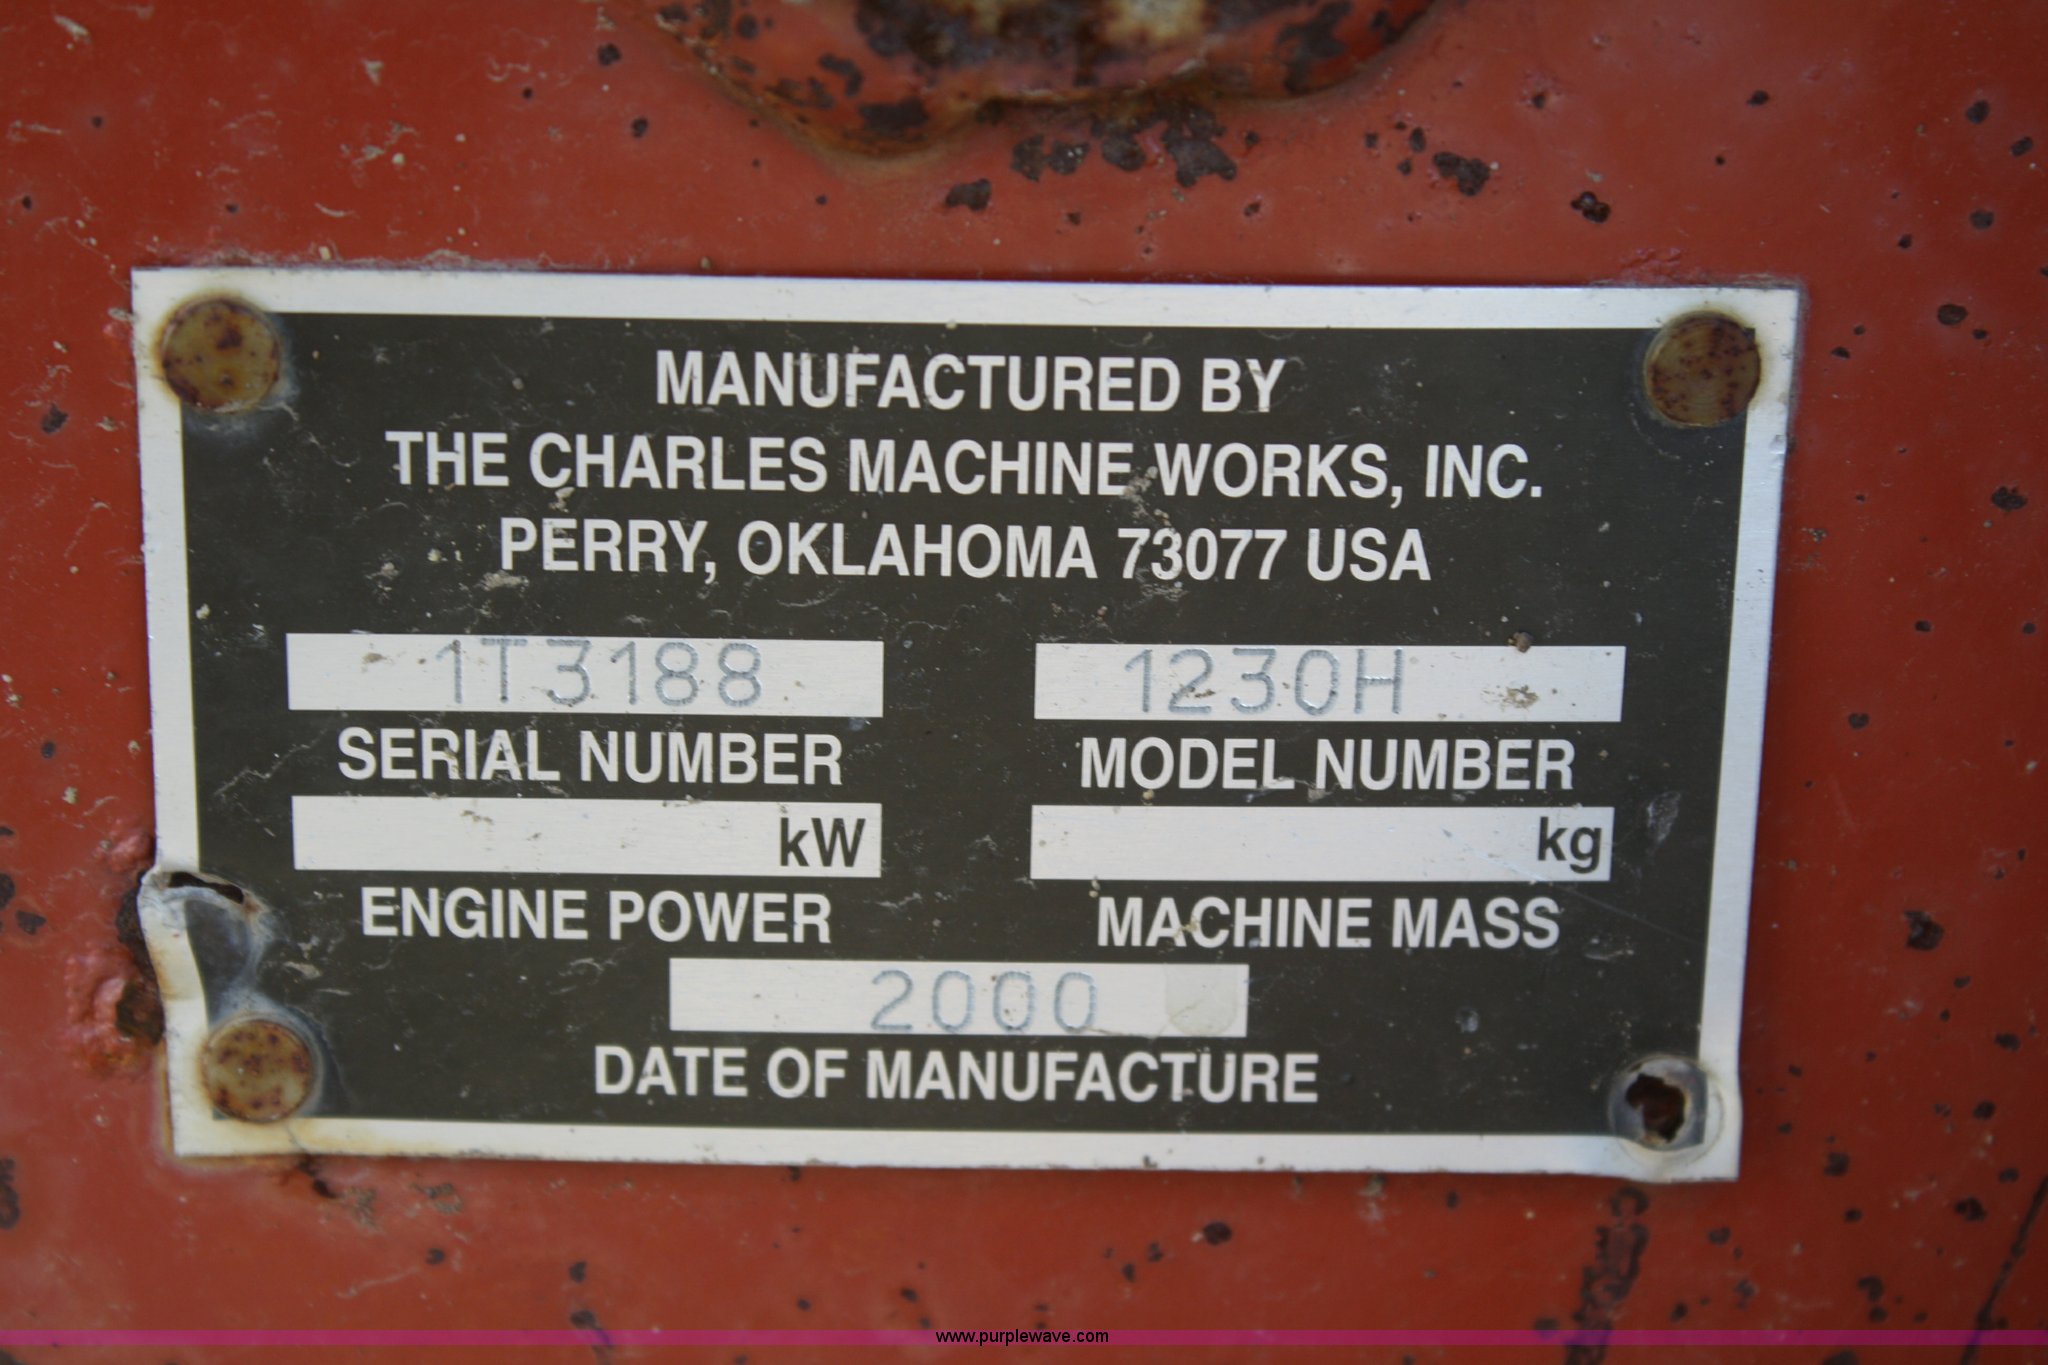 MANUFACTURED BY
THE CHARLES MACHINE WORKS, INC.
PERRY, OKLAHOMA 73077 USA
1T3188 1230H
SERIAL NUMBER MODEL NUMBER
kW kg
ENGINE POWER MACHINE MASS
2000
DATE OF MANUFACTURE
www.purplewave.com